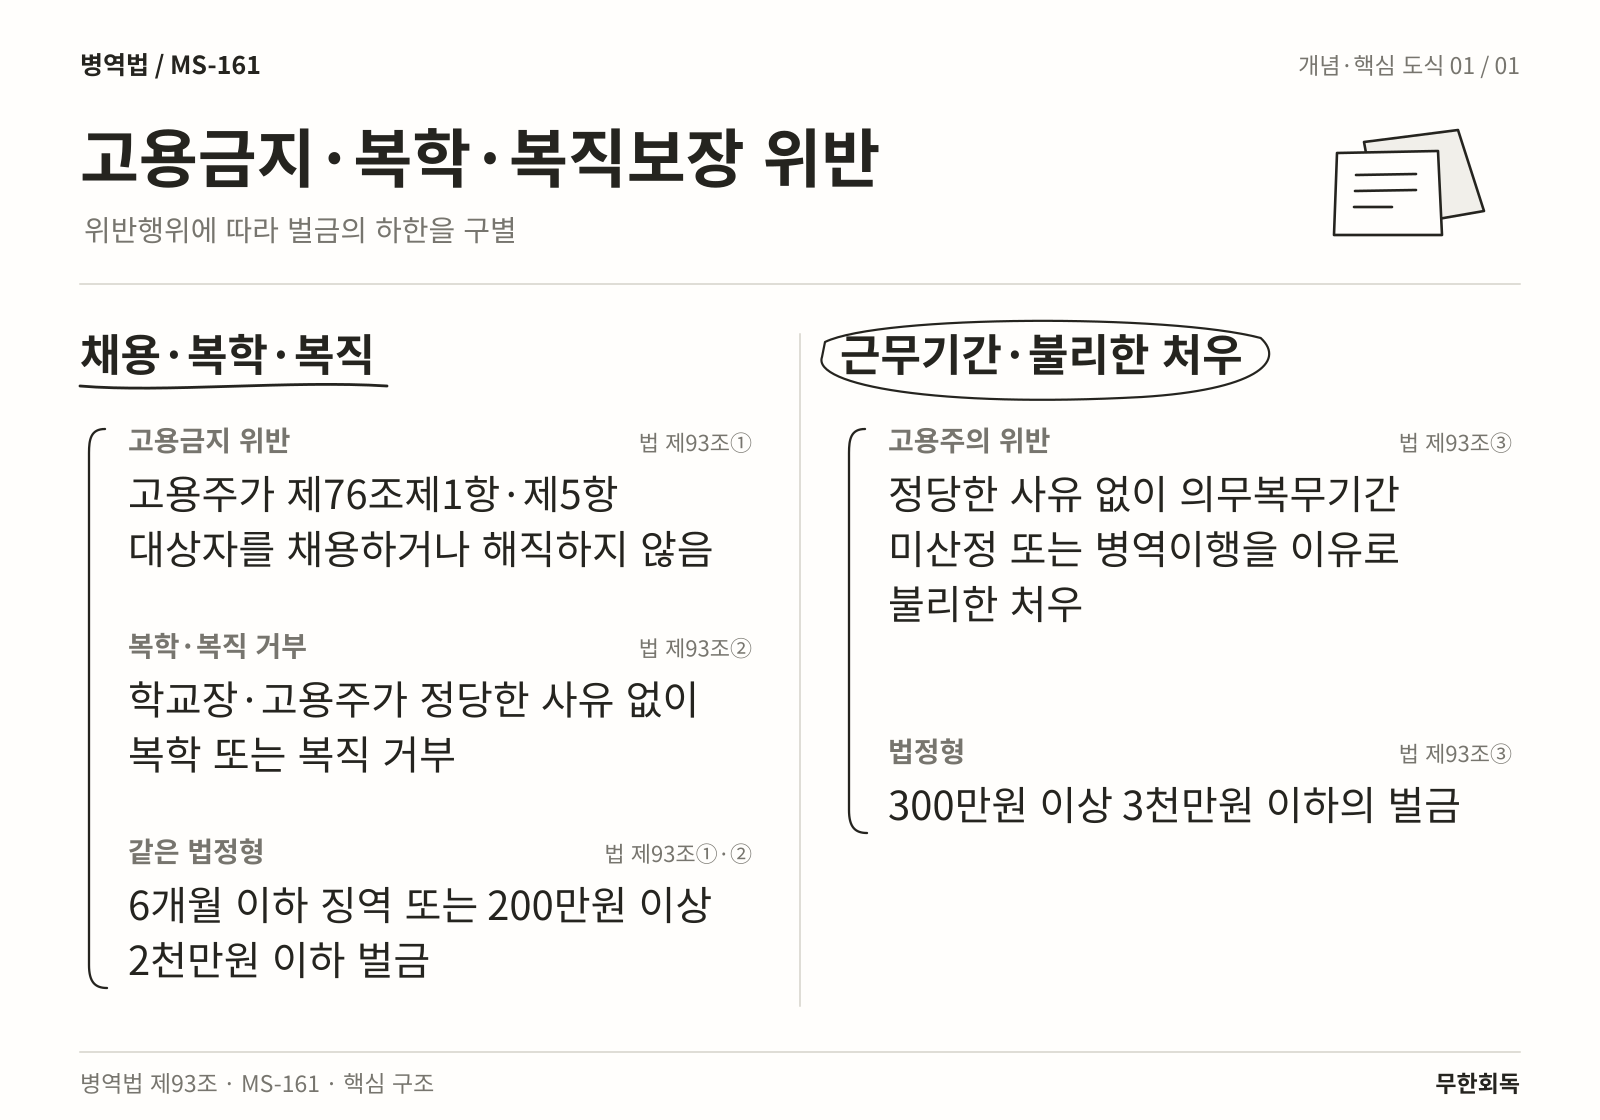 병역법 / MS-161
개념·핵심 도식 01 / 01
고용금지·복학·복직보장 위반
위반행위에 따라 벌금의 하한을 구별
채용·복학·복직
고용금지 위반
법 제93조①
고용주가 제76조제1항·제5항
대상자를 채용하거나 해직하지 않음
복학·복직 거부
법 제93조②
학교장·고용주가 정당한 사유 없이
복학 또는 복직 거부
같은 법정형
법 제93조①·②
6개월 이하 징역 또는 200만원 이상
2천만원 이하 벌금
근무기간·불리한 처우
고용주의 위반
법 제93조③
정당한 사유 없이 의무복무기간
미산정 또는 병역이행을 이유로
불리한 처우
법정형
법 제93조③
300만원 이상 3천만원 이하의 벌금
병역법 제93조 · MS-161 · 핵심 구조
무한회독